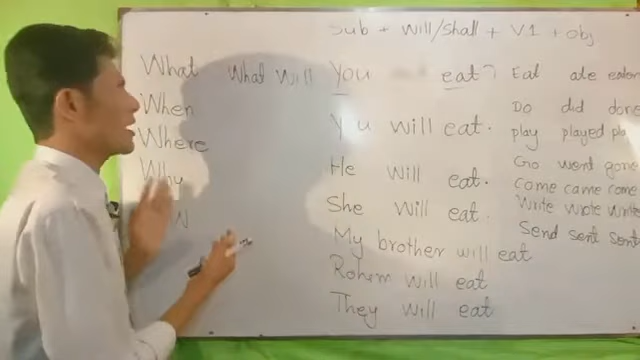 Sub + will/shall + V.1 + obj
What What will you eat?
When
Where
Why
You will eat.
He will eat.
She will eat.
My brother will eat
Rohim will eat
They will eat
Eat ate eaten
Do did done
play played
Go went gone
come came come
Write wrote write
Send sent sent